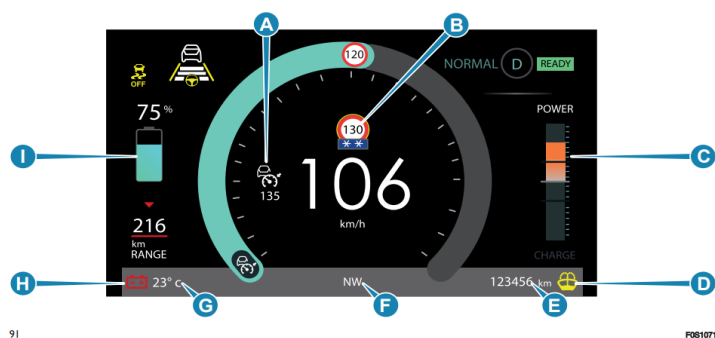 A
B
120
NORMAL D READY
OFF
75 %
POWER
130
I
135
106
C
216
km/h
km
RANGE
CHARGE
H
23° c
NW
123456 km
D
G
F
E
91
F0S1071